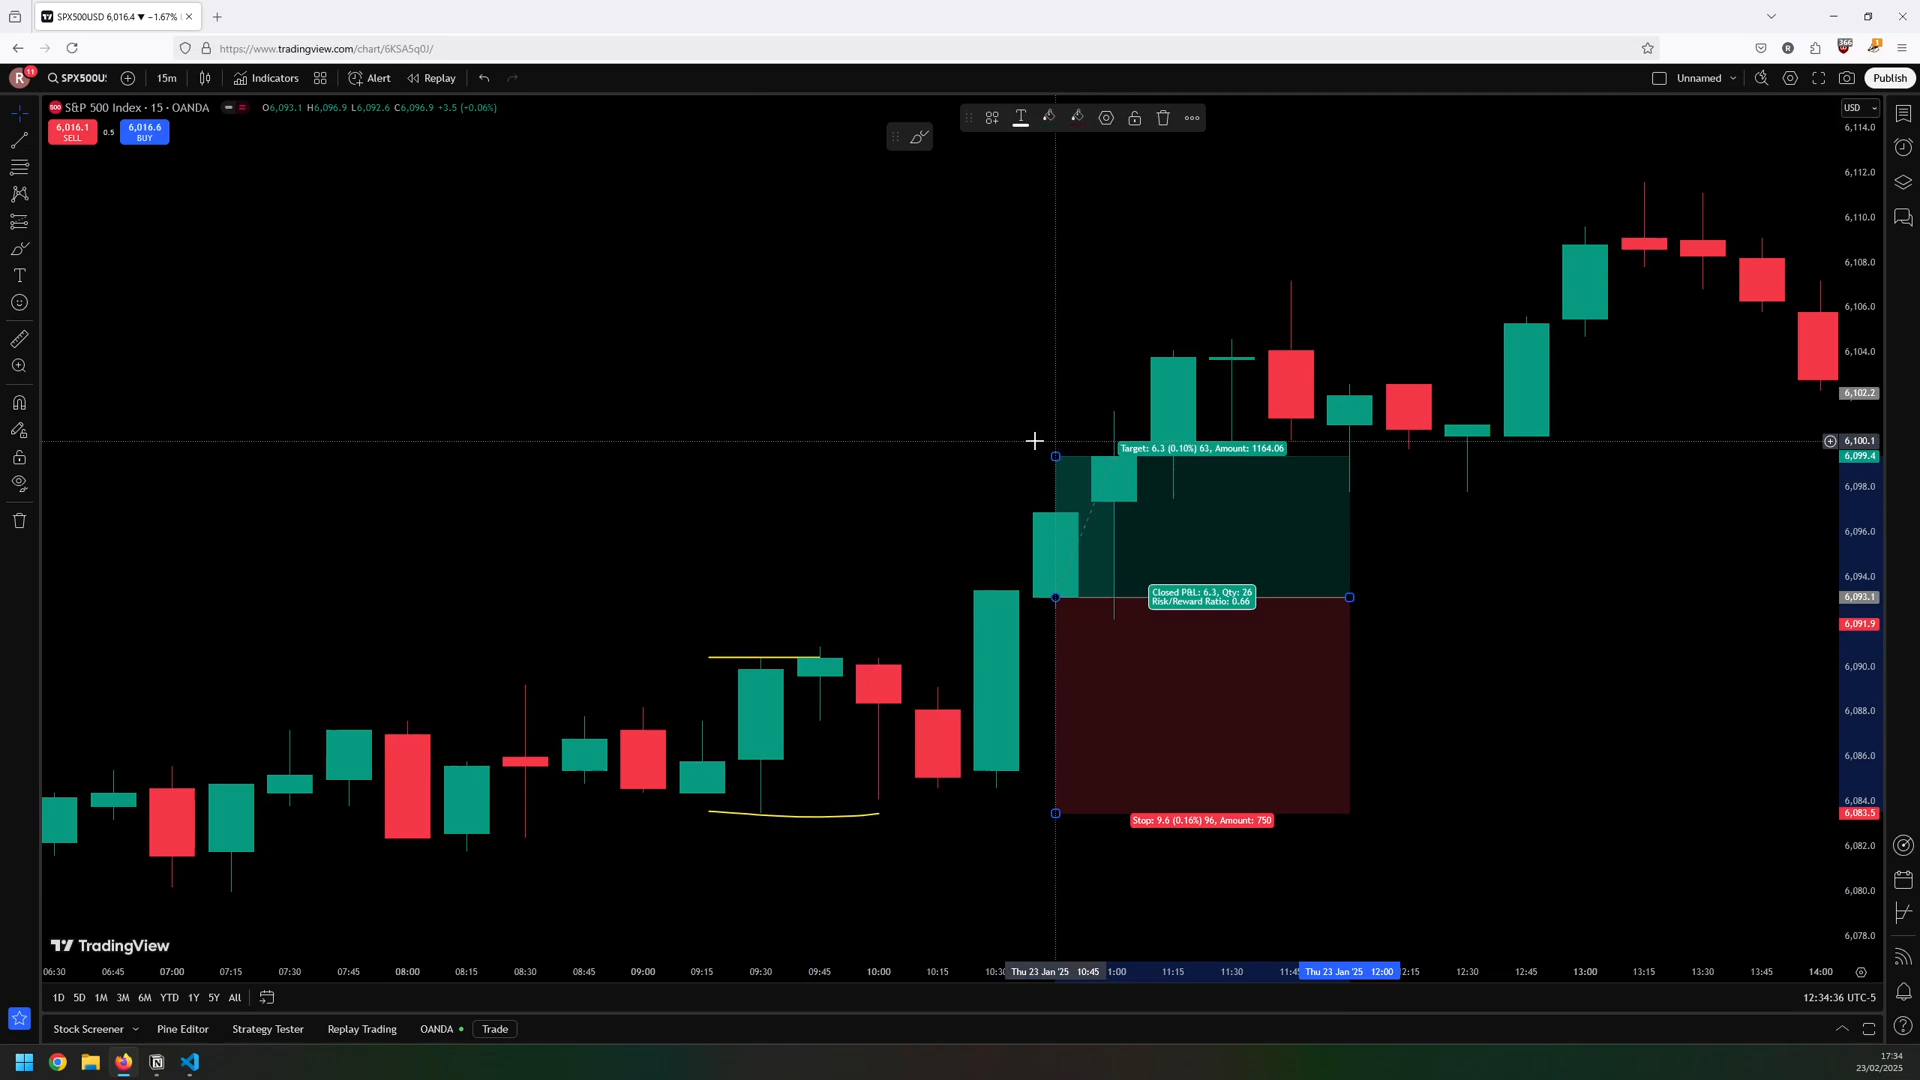 SPX500USD 6,016.4 ▼ −1.67%
https://www.tradingview.com/chart/6KSA5q0J/
366
1
R
11
SPX500U
15m
Indicators
Alert
Replay
Unnamed
Publish
S&P 500 Index · 15 · OANDA
O6,093.1 H6,096.9 L6,092.6 C6,096.9 +3.5 (+0.06%)
USD
6,016.1
SELL
0.5
6,016.6
BUY
6,114.0
6,112.0
6,110.0
6,108.0
6,106.0
6,104.0
6,102.2
6,100.1
6,099.4
6,098.0
6,096.0
6,094.0
6,093.1
6,091.9
6,090.0
6,088.0
6,086.0
6,084.0
6,083.5
6,082.0
6,080.0
6,078.0
Target: 6.3 (0.10%) 63, Amount: 1164.06
Closed P&L: 6.3, Qty: 26
Risk/Reward Ratio: 0.66
Stop: 9.6 (0.16%) 96, Amount: 750
TradingView
06:30 06:45 07:00 07:15 07:30 07:45 08:00 08:15 08:30 08:45 09:00 09:15 09:30 09:45 10:00 10:15 10:30 Thu 23 Jan '25 10:45 1:00 11:15 11:30 11:45 Thu 23 Jan '25 12:00 2:15 12:30 12:45 13:00 13:15 13:30 13:45 14:00
1D 5D 1M 3M 6M YTD 1Y 5Y All
12:34:36 UTC-5
Stock Screener Pine Editor Strategy Tester Replay Trading OANDA Trade
17:34
23/02/2025